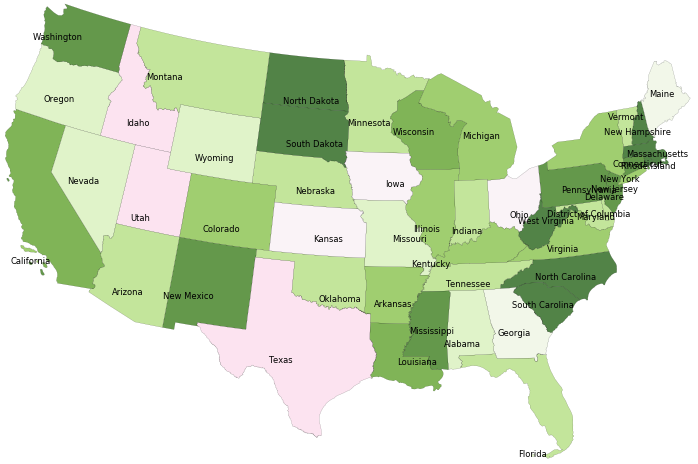 Washington
Montana
Maine
Oregon
North Dakota
Minnesota
Idaho
Wisconsin
Michigan
Vermont
New Hampshire
South Dakota
Massachusetts
Wyoming
Connecticut
Rhodensland
Nevada
Iowa
Pennsylvania
New York
Nebraska
New Jersey
Delaware
Utah
Ohio
District of Columbia
Maryland
West Virginia
Colorado
Kansas
Missouri
Illinois
Indiana
Virginia
California
Kentucky
Arizona
New Mexico
Oklahoma
Arkansas
Tennessee
North Carolina
South Carolina
Mississippi
Georgia
Alabama
Texas
Louisiana
Florida